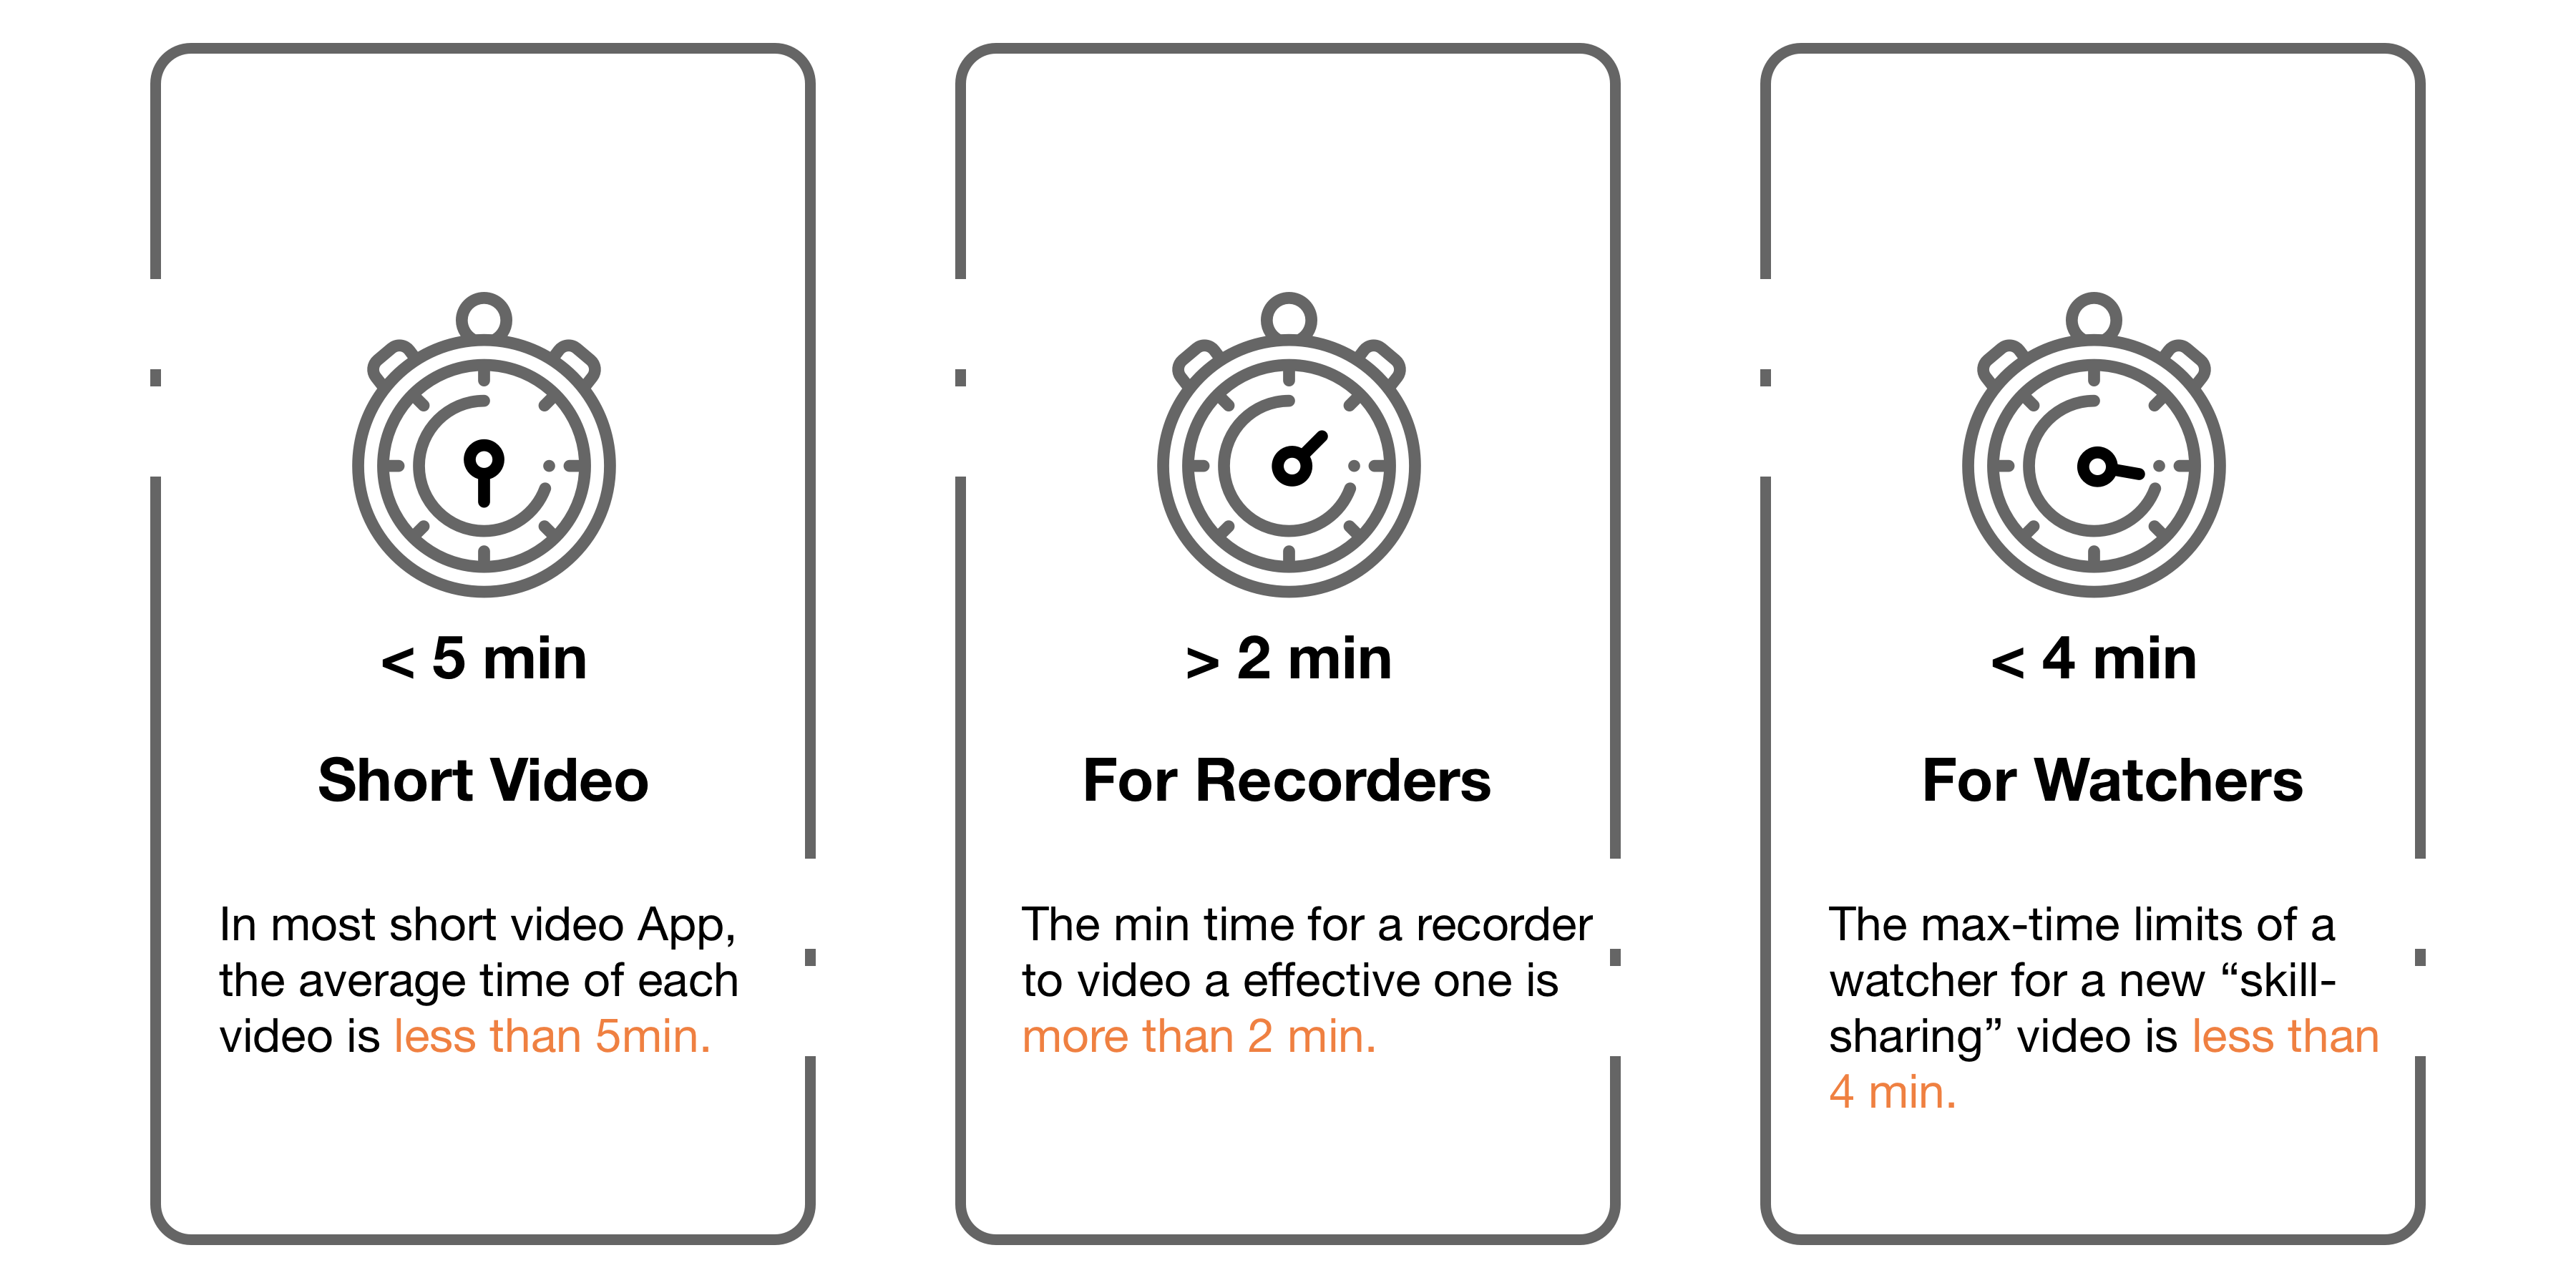 < 5 min
Short Video
In most short video App,
the average time of each
video is less than 5min.
> 2 min
For Recorders
The min time for a recorder
to video a effective one is
more than 2 min.
< 4 min
For Watchers
The max-time limits of a
watcher for a new “skill-
sharing” video is less than
4 min.